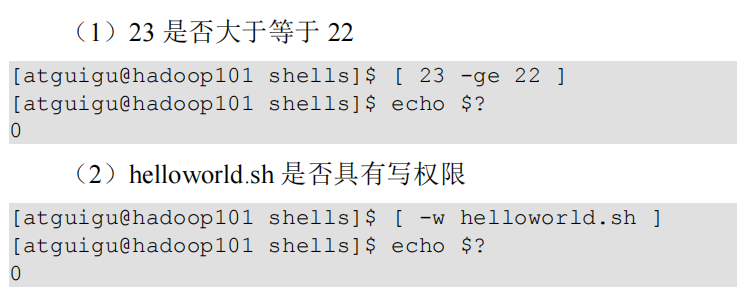 （1）23 是否大于等于 22
[atguigu@hadoop101 shells]$ [ 23 -ge 22 ]
[atguigu@hadoop101 shells]$ echo $?
0
（2）helloworld.sh 是否具有写权限
[atguigu@hadoop101 shells]$ [ -w helloworld.sh ]
[atguigu@hadoop101 shells]$ echo $?
0